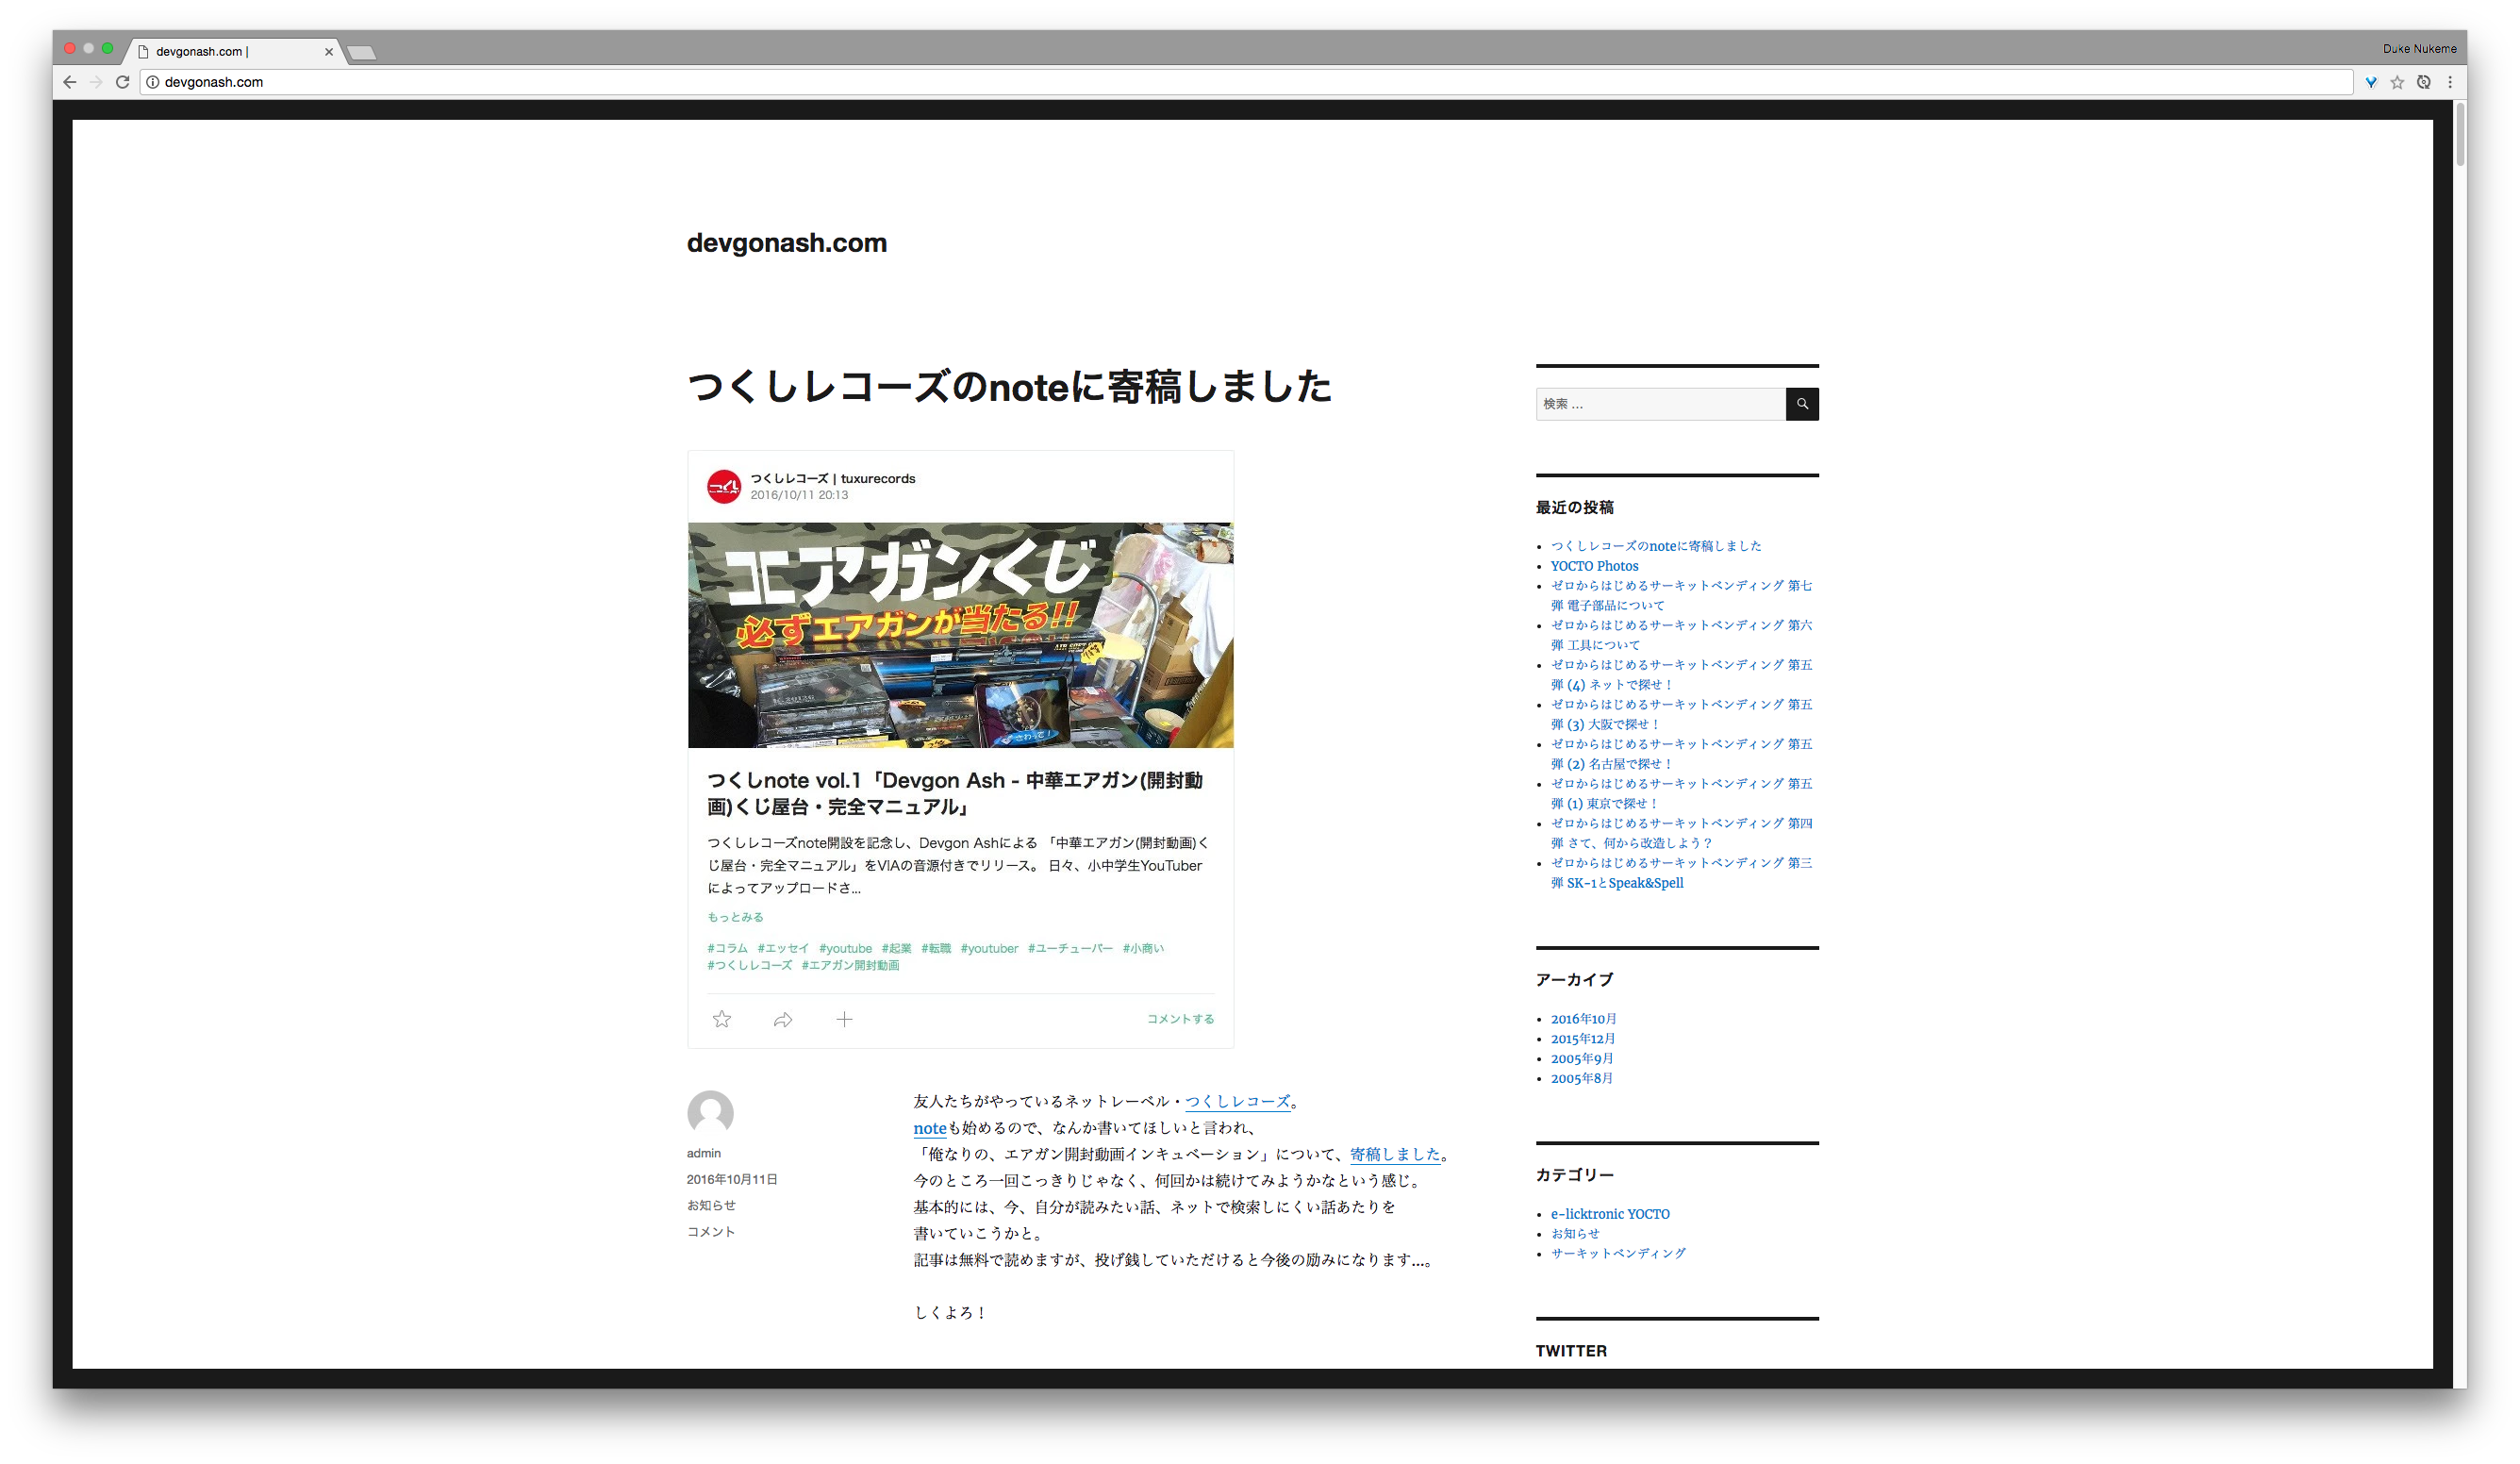 devgonash.com |
Duke Nukeme
devgonash.com
devgonash.com
つくしレコーズのnoteに寄稿しました
つくし
つくしレコーズ | tuxurecords
2016/10/11 20:13
エアガンくじ
必ずエアガンが当たる!!
さわって！
つくしnote vol.1「Devgon Ash - 中華エアガン(開封動
画)くじ屋台・完全マニュアル」
つくしレコーズnote開設を記念し、Devgon Ashによる 「中華エアガン(開封動画)く
じ屋台・完全マニュアル」をVIAの音源付きでリリース。 日々、小中学生YouTuber
によってアップロードさ...
もっとみる
#コラム #エッセイ #youtube #起業 #転職 #youtuber #ユーチューバー #小商い
#つくしレコーズ #エアガン開封動画
コメントする
admin
2016年10月11日
お知らせ
コメント
友人たちがやっているネットレーベル・つくしレコーズ。
noteも始めるので、なんか書いてほしいと言われ、
「俺なりの、エアガン開封動画インキュベーション」について、寄稿しました。
今のところ一回こっきりじゃなく、何回かは続けてみようかなという感じ。
基本的には、今、自分が読みたい話、ネットで検索しにくい話あたりを
書いていこうかと。
記事は無料で読めますが、投げ銭していただけると今後の励みになります…。
しくよろ！
検索 …
最近の投稿
つくしレコーズのnoteに寄稿しました
YOCTO Photos
ゼロからはじめるサーキットベンディング 第七
弾 電子部品について
ゼロからはじめるサーキットベンディング 第六
弾 工具について
ゼロからはじめるサーキットベンディング 第五
弾 (4) ネットで探せ！
ゼロからはじめるサーキットベンディング 第五
弾 (3) 大阪で探せ！
ゼロからはじめるサーキットベンディング 第五
弾 (2) 名古屋で探せ！
ゼロからはじめるサーキットベンディング 第五
弾 (1) 東京で探せ！
ゼロからはじめるサーキットベンディング 第四
弾 さて、何から改造しよう？
ゼロからはじめるサーキットベンディング 第三
弾 SK-1とSpeak&Spell
アーカイブ
2016年10月
2015年12月
2005年9月
2005年8月
カテゴリー
e-licktronic YOCTO
お知らせ
サーキットベンディング
TWITTER